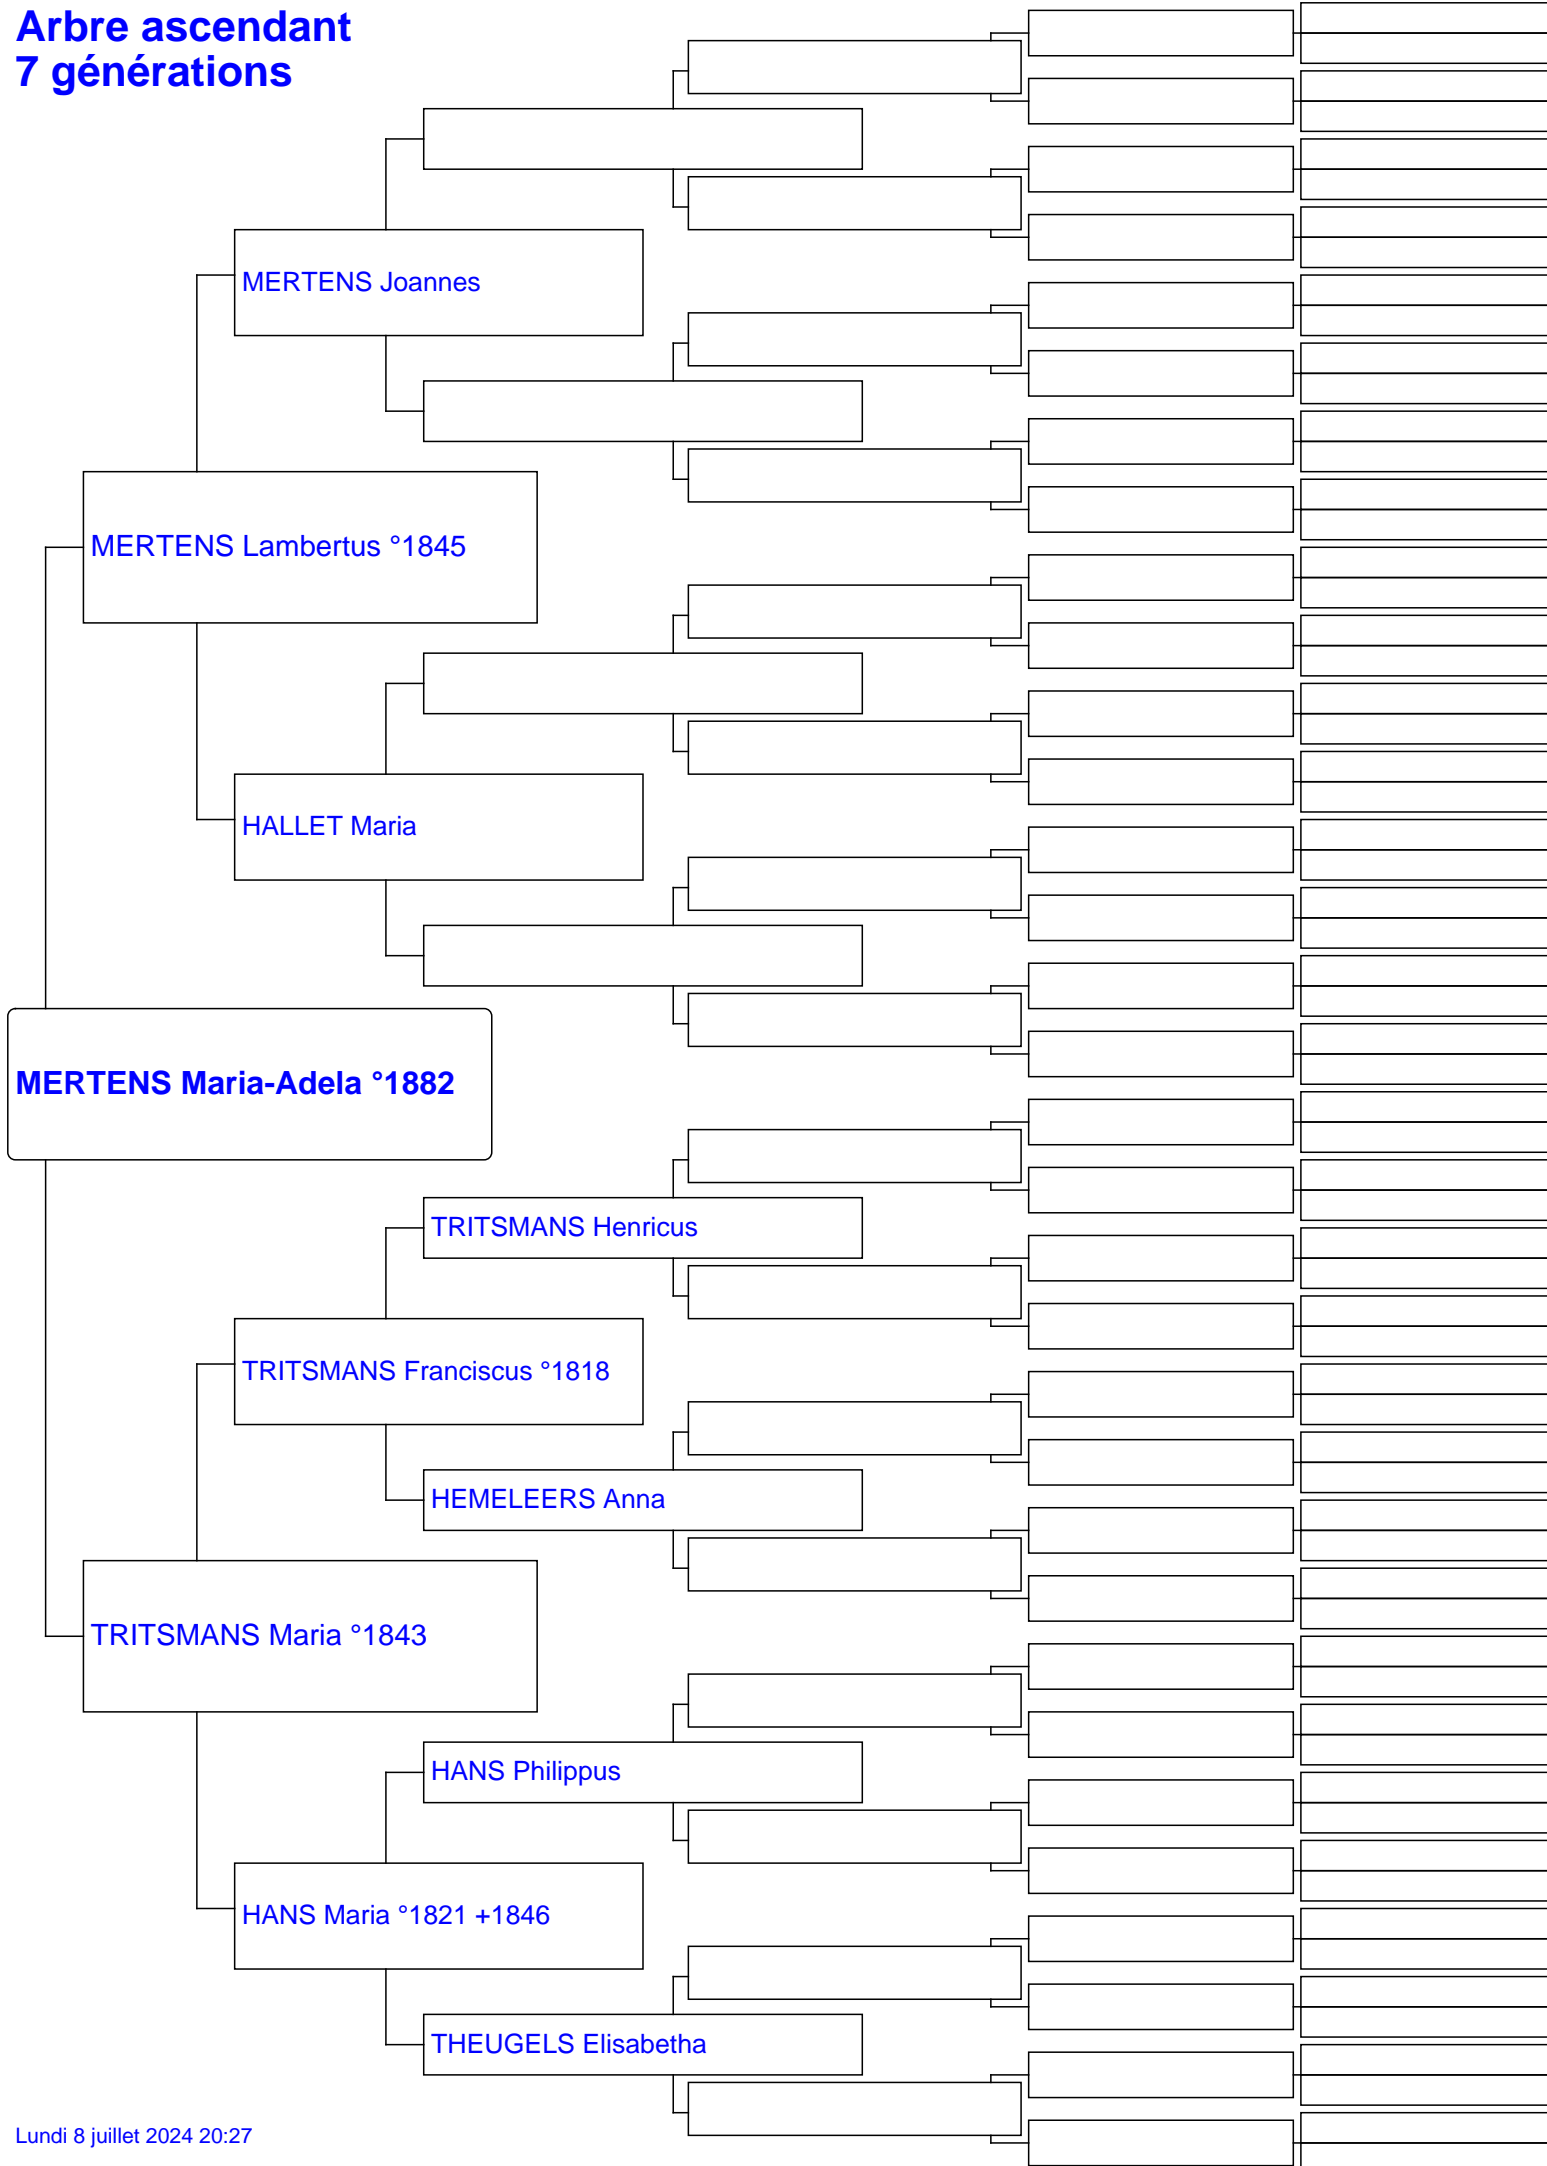 Arbre ascendant
7 générations
MERTENS Joannes
MERTENS Lambertus °1845
HALLET Maria
MERTENS Maria-Adela °1882
TRITSMANS Henricus
TRITSMANS Franciscus °1818
HEMELEERS Anna
TRITSMANS Maria °1843
HANS Philippus
HANS Maria °1821 +1846
THEUGELS Elisabetha
Lundi 8 juillet 2024 20:27